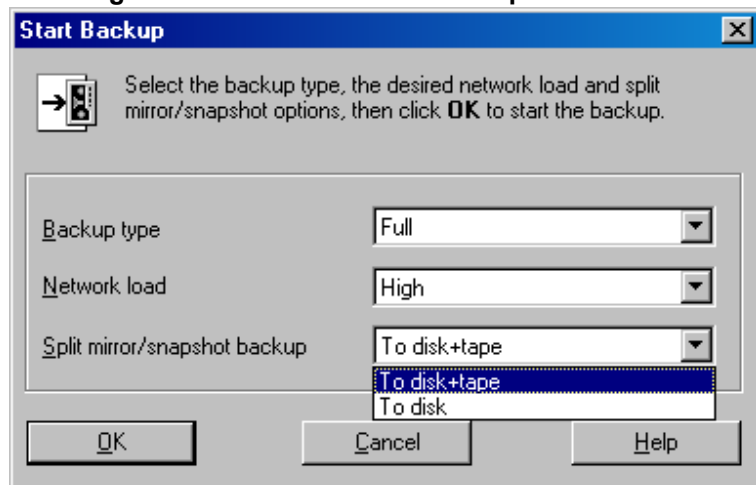 Start Backup
Select the backup type, the desired network load and split
mirror/snapshot options, then click OK to start the backup.
Backup type Full
Network load High
Split mirror/snapshot backup To disk+tape
To disk+tape
To disk
OK Cancel Help